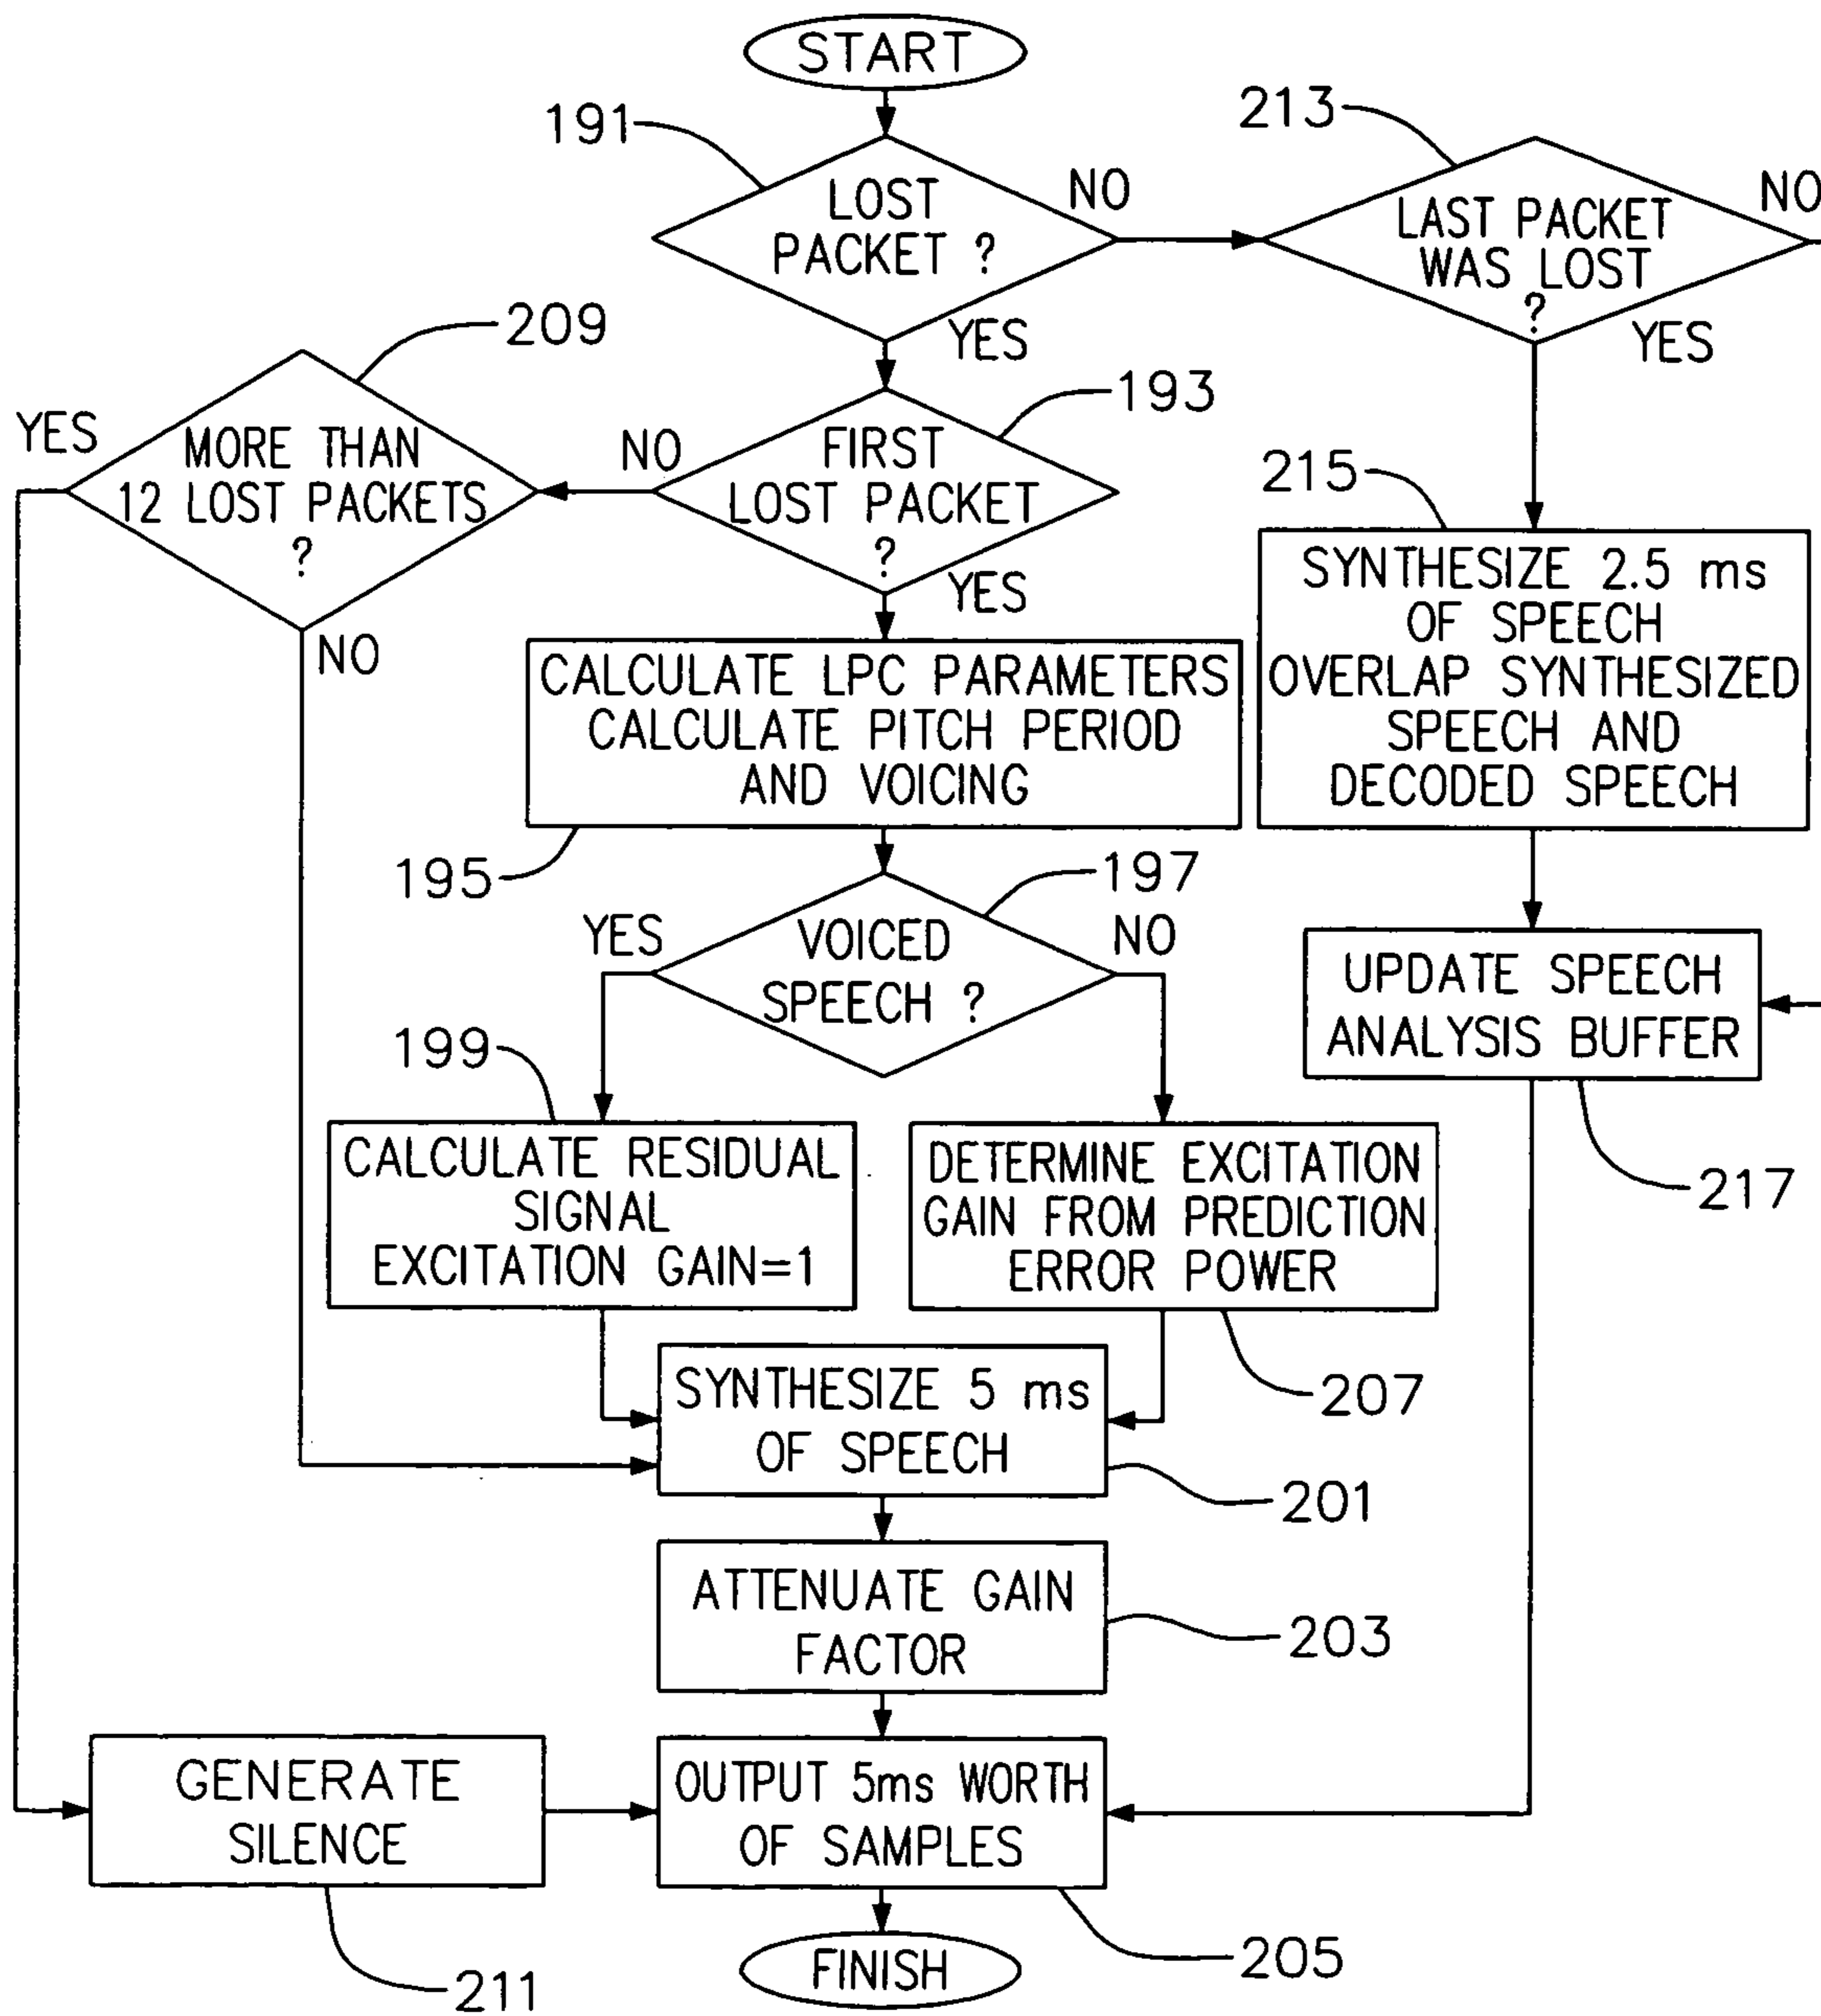 START
191
LOST
PACKET ?
NO
YES
213
LAST PACKET
WAS LOST
?
NO
YES
209
MORE THAN
12 LOST PACKETS
?
YES
NO
193
FIRST
LOST PACKET
?
NO
YES
215
SYNTHESIZE 2.5 ms
OF SPEECH
OVERLAP SYNTHESIZED
SPEECH AND
DECODED SPEECH
CALCULATE LPC PARAMETERS
CALCULATE PITCH PERIOD
AND VOICING
195
197
VOICED
SPEECH ?
YES
NO
UPDATE SPEECH
ANALYSIS BUFFER
217
199
CALCULATE RESIDUAL
SIGNAL
EXCITATION GAIN=1
DETERMINE EXCITATION
GAIN FROM PREDICTION
ERROR POWER
207
SYNTHESIZE 5 ms
OF SPEECH
201
ATTENUATE GAIN
FACTOR
203
GENERATE
SILENCE
211
OUTPUT 5ms WORTH
OF SAMPLES
205
FINISH